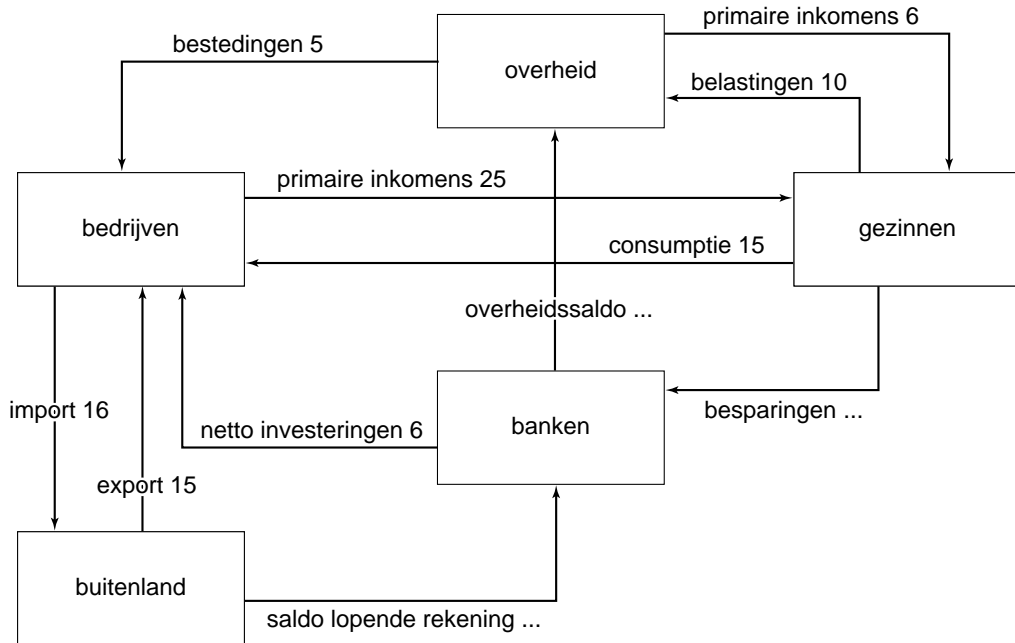 primaire inkomens 6
bestedingen 5
overheid
belastingen 10
primaire inkomens 25
bedrijven
gezinnen
consumptie 15
overheidssaldo ...
import 16
netto investeringen 6
banken
besparingen ...
export 15
buitenland
saldo lopende rekening ...